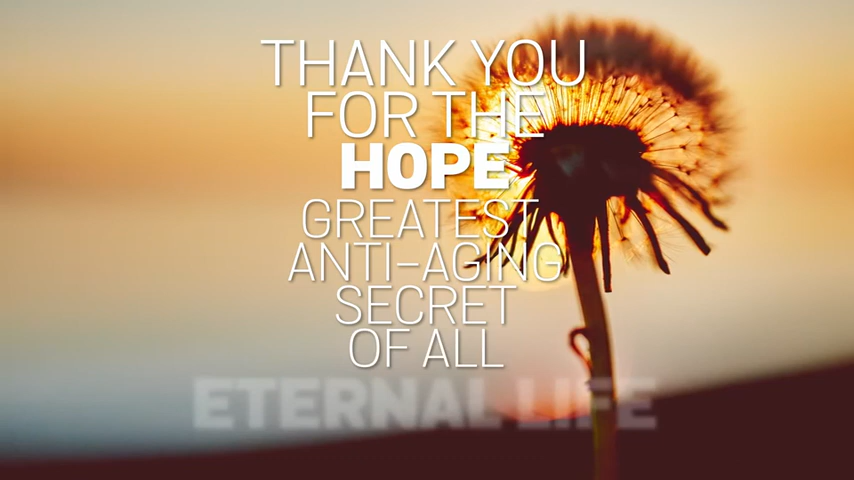 THANK YOU
FOR THE
HOPE
GREATEST
ANTI-AGING
SECRET
OF ALL
ETERNAL LIFE